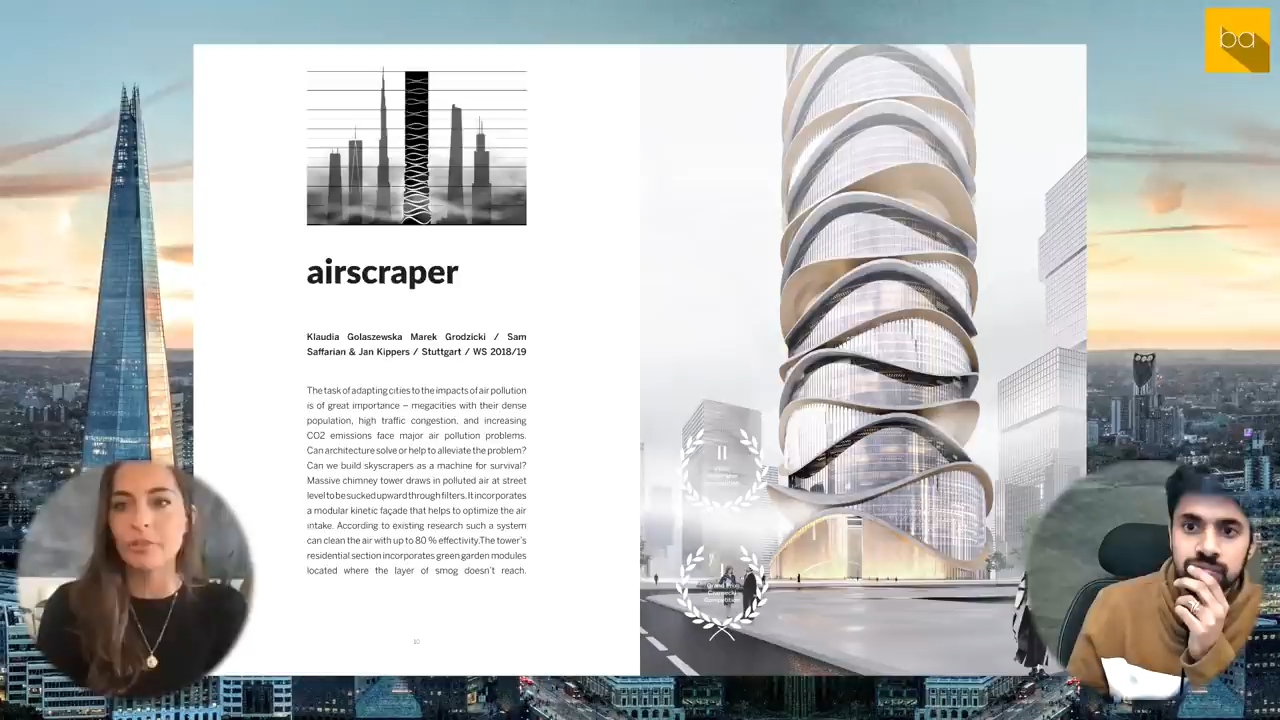 ba
airscraper
Klaudia Gołaszewska Marek Grodzicki / Sam
Saffarian & Jan Kippers / Stuttgart / WS 2018/19
The task of adapting cities to the impacts of air pollution
is of great importance – megacities with their dense
population, high traffic congestion. and increasing
CO2 emissions face major air pollution problems.
Can architecture solve or help to alleviate the problem?
Can we build skyscrapers as a machine for survival?
Massive chimney tower draws in polluted air at street
level to be sucked upward through filters. It incorporates
a modular kinetic façade that helps to optimize the air
intake. According to existing research such a system
can clean the air with up to 80 % effectivity.The tower's
residential section incorporates green garden modules
located where the layer of smog doesn't reach.
10
II
I
Grand Prix